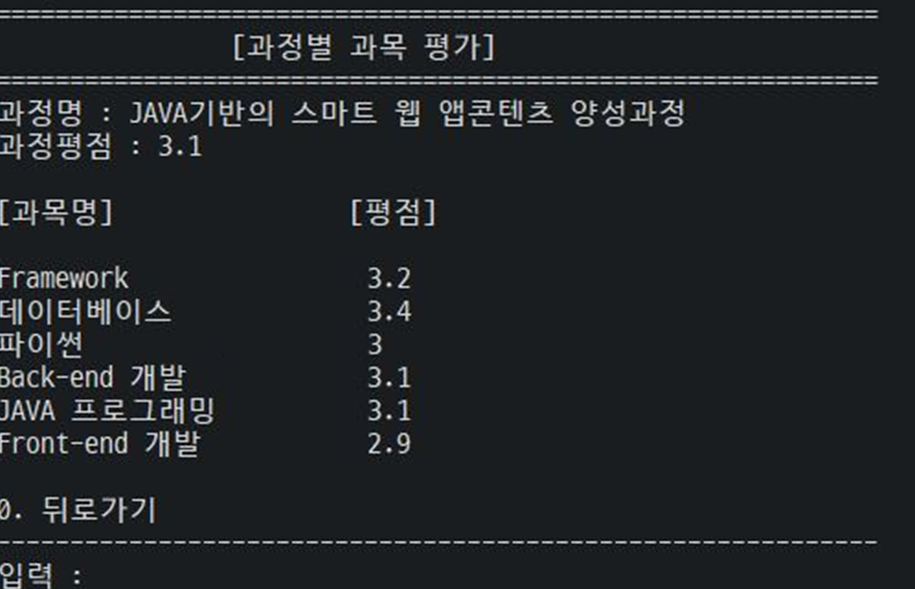 ============================================================
[과정별 과목 평가]
============================================================
과정명 : JAVA기반의 스마트 웹 앱콘텐츠 양성과정
과정평점 : 3.1
[과목명] [평점]
Framework 3.2
데이터베이스 3.4
파이썬 3
Back-end 개발 3.1
JAVA 프로그래밍 3.1
Front-end 개발 2.9
0. 뒤로가기
------------------------------------------------------------
입력 :